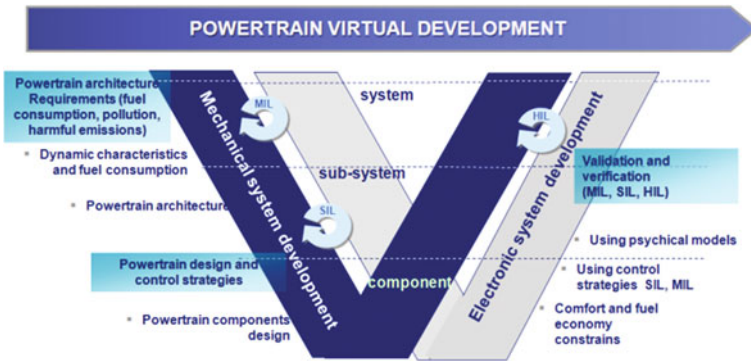 POWERTRAIN VIRTUAL DEVELOPMENT
Powertrain architecture
Requirements (fuel
consumption, pollution,
harmful emissions)
▪ Dynamic characteristics
and fuel consumption
▪ Powertrain architecture
Powertrain design and
control strategies
▪ Powertrain components
design
Mechanical system development
MIL
SIL
system
sub-system
component
HIL
Electronic system development
Validation and
verification
(MIL, SIL, HIL)
▪ Using psychical models
▪ Using control
strategies SIL, MIL
▪ Comfort and fuel
economy
constrains